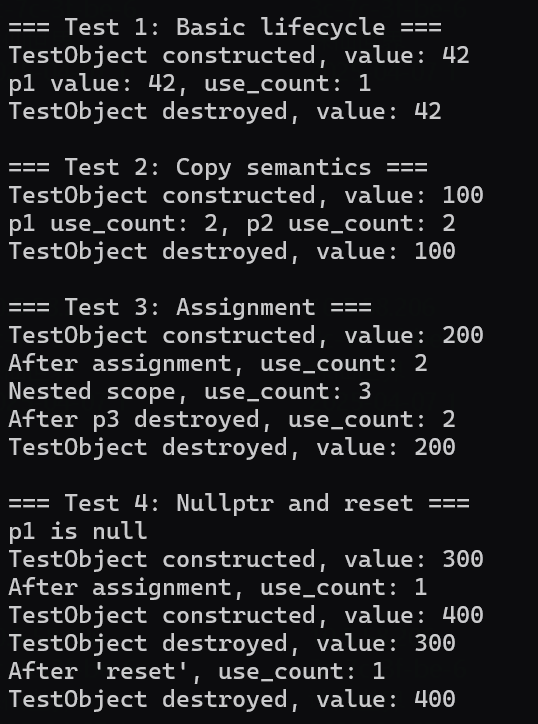 === Test 1: Basic lifecycle ===
TestObject constructed, value: 42
p1 value: 42, use_count: 1
TestObject destroyed, value: 42
=== Test 2: Copy semantics ===
TestObject constructed, value: 100
p1 use_count: 2, p2 use_count: 2
TestObject destroyed, value: 100
=== Test 3: Assignment ===
TestObject constructed, value: 200
After assignment, use_count: 2
Nested scope, use_count: 3
After p3 destroyed, use_count: 2
TestObject destroyed, value: 200
=== Test 4: Nullptr and reset ===
p1 is null
TestObject constructed, value: 300
After assignment, use_count: 1
TestObject constructed, value: 400
TestObject destroyed, value: 300
After 'reset', use_count: 1
TestObject destroyed, value: 400